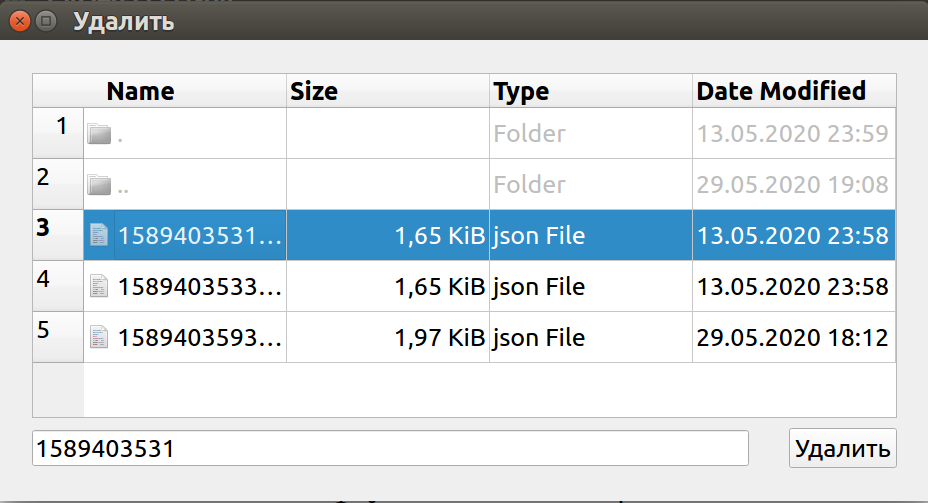 Удалить
Name Size Type Date Modified
1 . Folder 13.05.2020 23:59
2 .. Folder 29.05.2020 19:08
3 1589403531… 1,65 KiB json File 13.05.2020 23:58
4 1589403533… 1,65 KiB json File 13.05.2020 23:58
5 1589403593… 1,97 KiB json File 29.05.2020 18:12
1589403531 Удалить